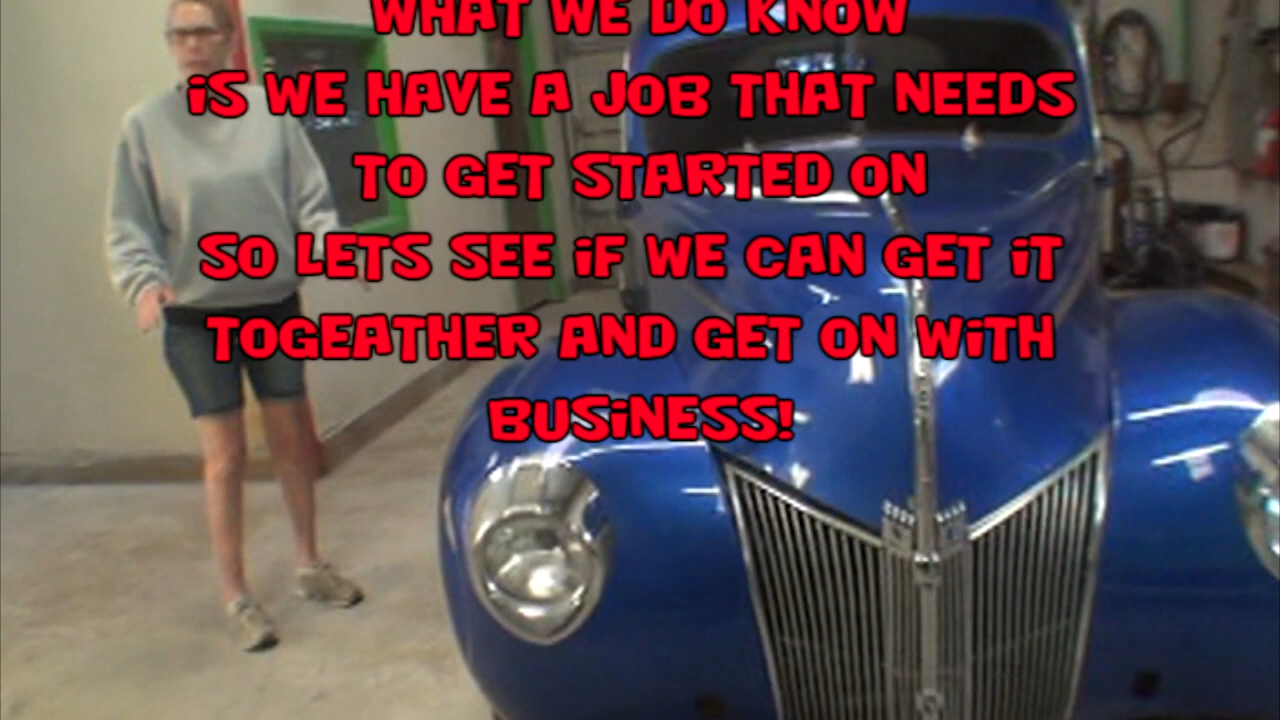 WHAT WE DO KNOW
iS WE HAVE A JOB THAT NEEDS
TO GET STARTED ON
SO LETS SEE iF WE CAN GET iT
TOGEATHER AND GET ON WiTH
BUSiNESS!